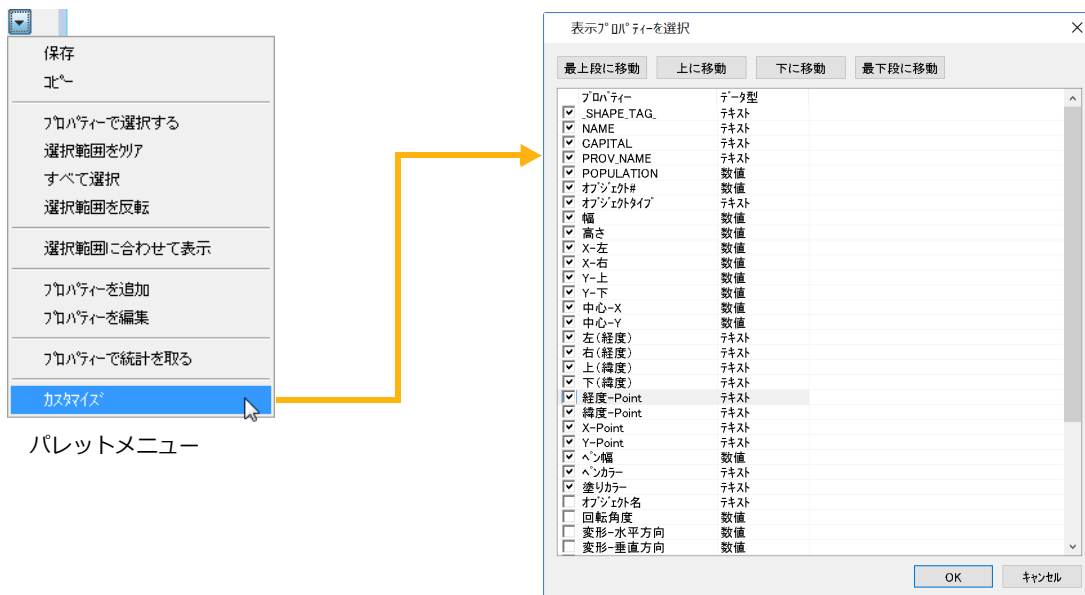 保存
ｺﾋﾟｰ
ﾌﾟﾛﾊﾟﾃｨｰで選択する
選択範囲をｸﾘｱ
すべて選択
選択範囲を反転
選択範囲に合わせて表示
ﾌﾟﾛﾊﾟﾃｨｰを追加
ﾌﾟﾛﾊﾟﾃｨｰを編集
ﾌﾟﾛﾊﾟﾃｨｰで統計を取る
ｶｽﾀﾏｲｽﾞ
パレットメニュー
表示ﾌﾟﾛﾊﾟﾃｨｰを選択
最上段に移動 上に移動 下に移動 最下段に移動
ﾌﾟﾛﾊﾟﾃｨｰ ﾃﾞｰﾀ型
_SHAPE_TAG_ ﾃｷｽﾄ
NAME ﾃｷｽﾄ
CAPITAL ﾃｷｽﾄ
PROV_NAME ﾃｷｽﾄ
POPULATION 数値
ｵﾌﾞｼﾞｪｸﾄ# 数値
ｵﾌﾞｼﾞｪｸﾄﾀｲﾌﾟ ﾃｷｽﾄ
幅 数値
高さ 数値
X-左 数値
X-右 数値
Y-上 数値
Y-下 数値
中心-X 数値
中心-Y 数値
左(経度) ﾃｷｽﾄ
右(経度) ﾃｷｽﾄ
上(緯度) ﾃｷｽﾄ
下(緯度) ﾃｷｽﾄ
経度-Point ﾃｷｽﾄ
緯度-Point ﾃｷｽﾄ
X-Point ﾃｷｽﾄ
Y-Point ﾃｷｽﾄ
ﾍﾟﾝ幅 数値
ﾍﾟﾝｶﾗｰ ﾃｷｽﾄ
塗りｶﾗｰ ﾃｷｽﾄ
ｵﾌﾞｼﾞｪｸﾄ名 ﾃｷｽﾄ
回転角度 数値
変形-水平方向 数値
変形-垂直方向 数値
OK ｷｬﾝｾﾙ